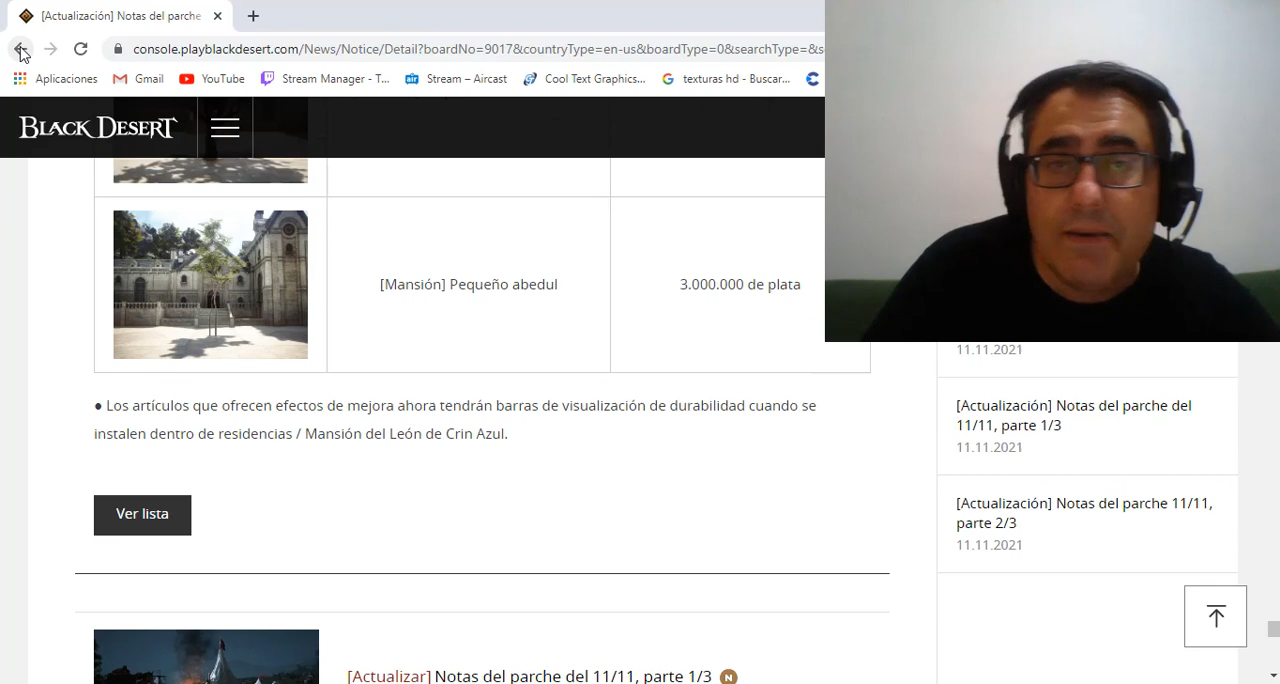 [Actualización] Notas del parche
console.playblackdesert.com/News/Notice/Detail?boardNo=9017&countryType=en-us&boardType=0&searchType=&s
Aplicaciones Gmail YouTube Stream Manager - T... Stream – Aircast Cool Text Graphics... texturas hd - Buscar...
BLACK DESERT
[Mansión] Pequeño abedul 3.000.000 de plata
● Los artículos que ofrecen efectos de mejora ahora tendrán barras de visualización de durabilidad cuando se
instalen dentro de residencias / Mansión del León de Crin Azul.
Ver lista
[Actualizar] Notas del parche del 11/11, parte 1/3 N
11.11.2021
[Actualización] Notas del parche del
11/11, parte 1/3
11.11.2021
[Actualización] Notas del parche 11/11,
parte 2/3
11.11.2021